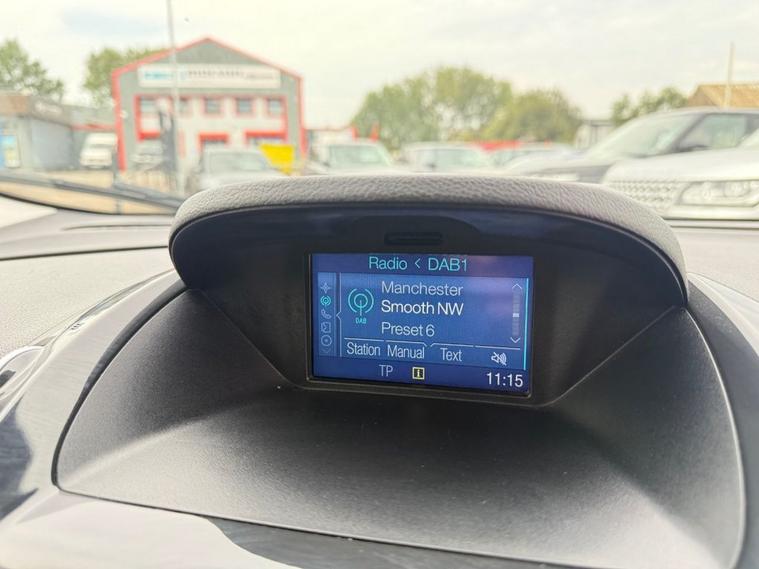 Radio < DAB1
Manchester
Smooth NW
DAB
Preset 6
Station Manual Text
TP i 11:15